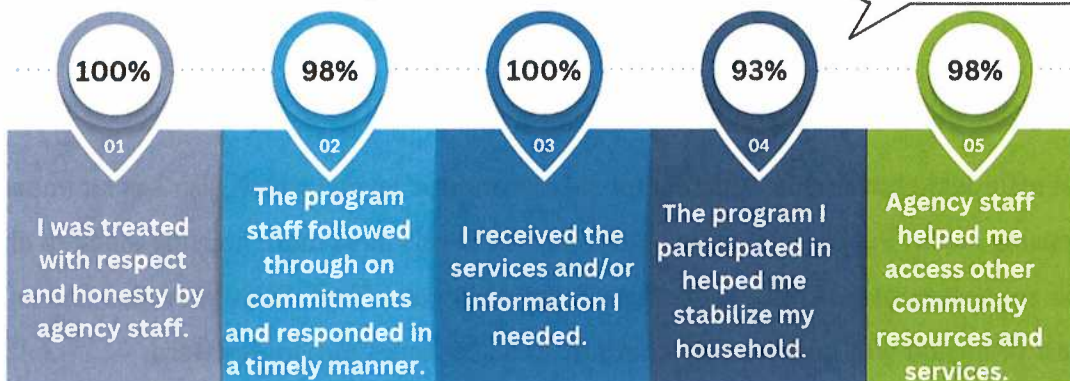 100%
01
I was treated
with respect
and honesty by
agency staff.
98%
02
The program
staff followed
through on
commitments
and responded in
a timely manner.
100%
03
I received the
services and/or
information I
needed.
93%
04
The program I
participated in
helped me
stabilize my
household.
98%
05
Agency staff
helped me
access other
community
resources and
services.